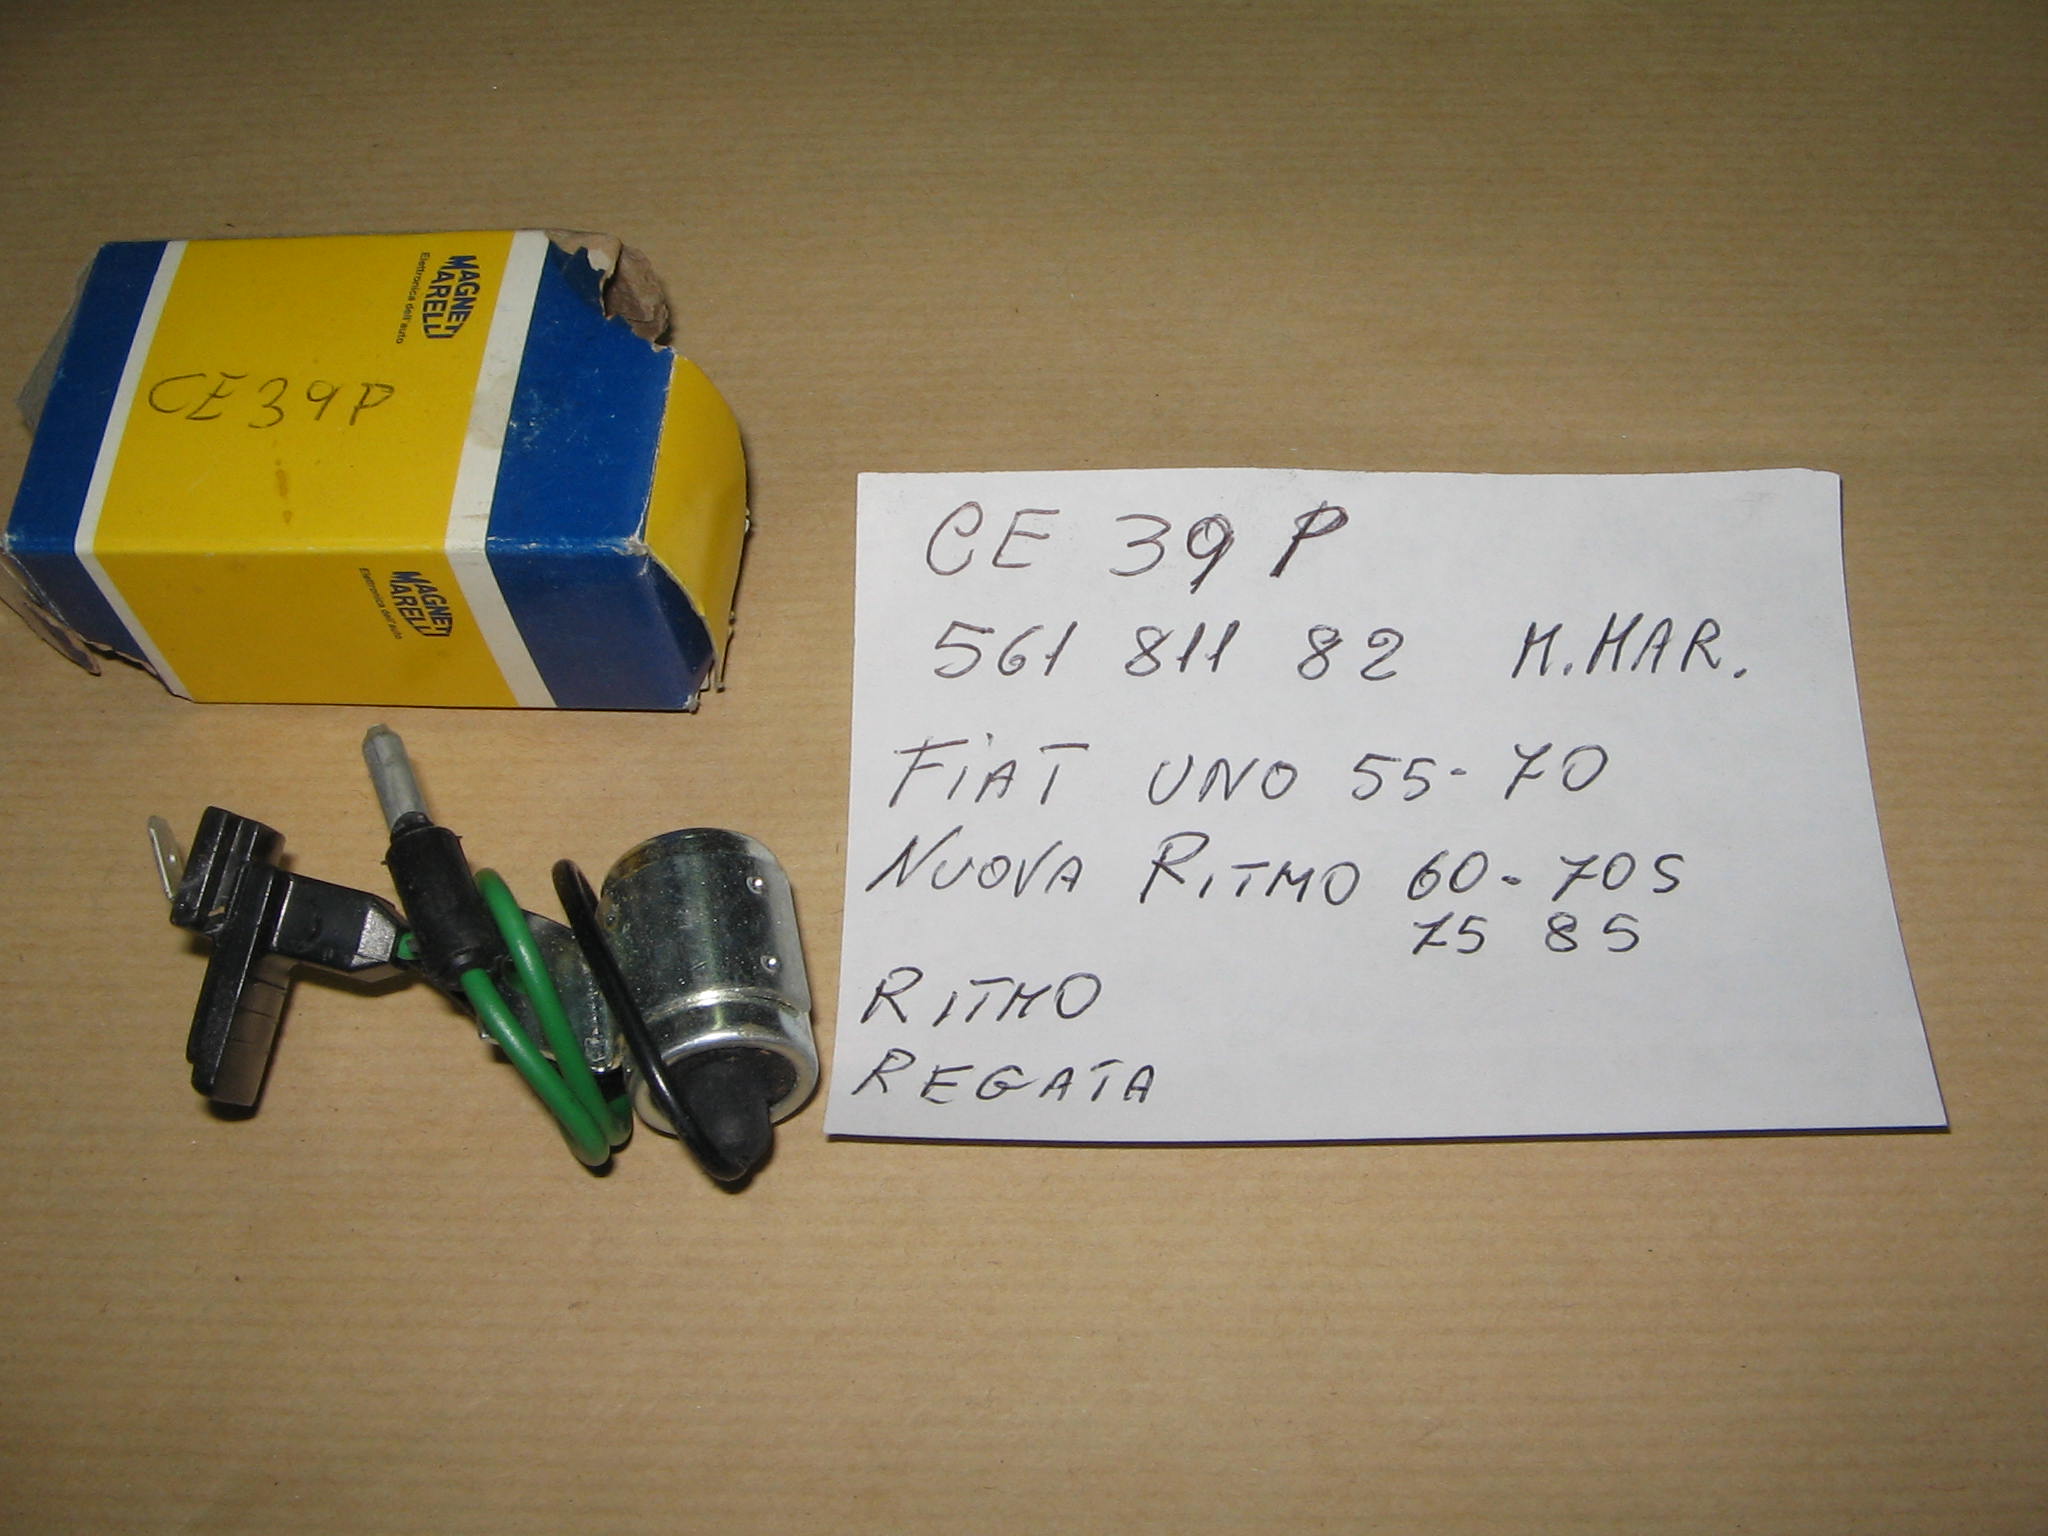 MAGNETI
MARELLI
Elettronica dell'auto
CE39P
MAGNETI
MARELLI
Elettronica dell'auto
CE 39 P
561 811 82 M.MAR.
FIAT UNO 55-70
NUOVA RITMO 60-70S
75 85
RITMO
REGATA